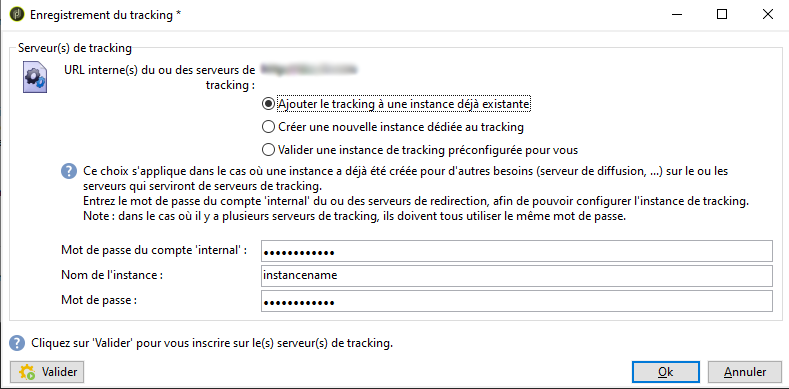 Enregistrement du tracking *
Serveur(s) de tracking
URL interne(s) du ou des serveurs de
tracking :
Ajouter le tracking à une instance déjà existante
Créer une nouvelle instance dédiée au tracking
Valider une instance de tracking préconfigurée pour vous
Ce choix s'applique dans le cas où une instance a déjà été créée pour d'autres besoins (serveur de diffusion, ...) sur le ou les
serveurs qui serviront de serveurs de tracking.
Entrez le mot de passe du compte 'internal' du ou des serveurs de redirection, afin de pouvoir configurer l'instance de tracking.
Note : dans le cas où il y a plusieurs serveurs de tracking, ils doivent tous utiliser le même mot de passe.
Mot de passe du compte 'internal' : ●●●●●●●●●●●●
Nom de l'instance : instancename
Mot de passe : ●●●●●●●●●●●●
Cliquez sur 'Valider' pour vous inscrire sur le(s) serveur(s) de tracking.
Valider Ok Annuler